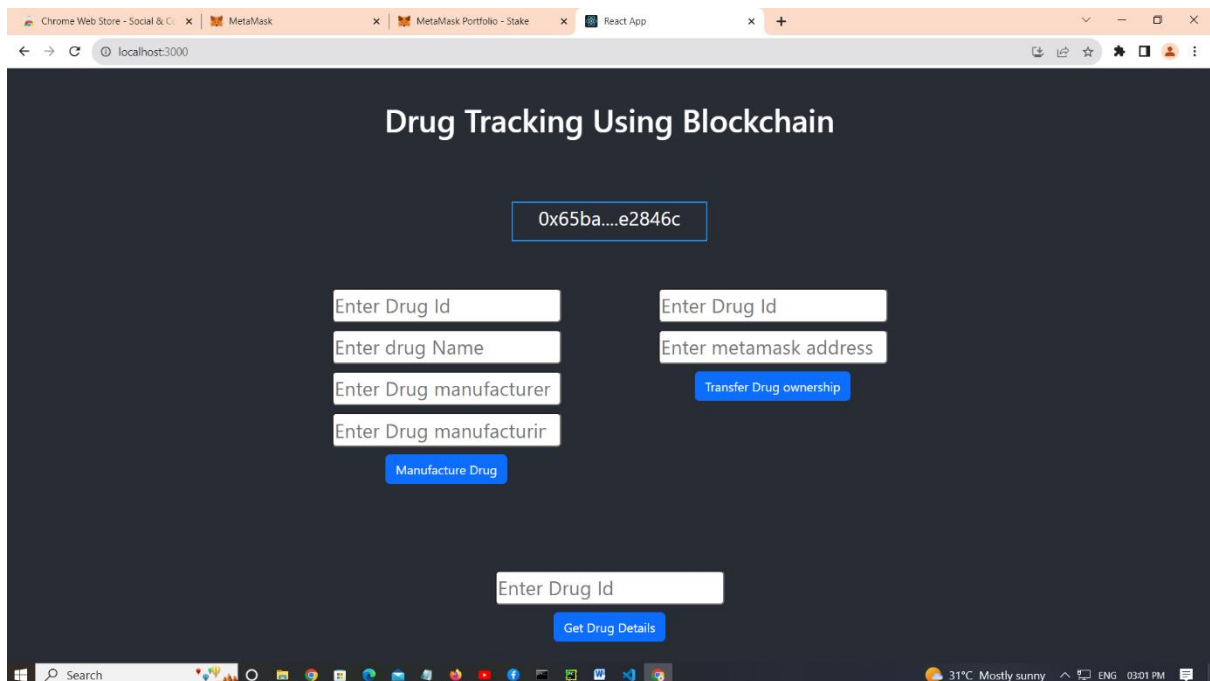 Chrome Web Store - Social & Co
MetaMask
MetaMask Portfolio - Stake
React App
localhost:3000
Drug Tracking Using Blockchain
0x65ba....e2846c
Enter Drug Id
Enter drug Name
Enter Drug manufacturer
Enter Drug manufacturin
Manufacture Drug
Enter Drug Id
Enter metamask address
Transfer Drug ownership
Enter Drug Id
Get Drug Details
Search
31°C Mostly sunny
ENG
03:01 PM